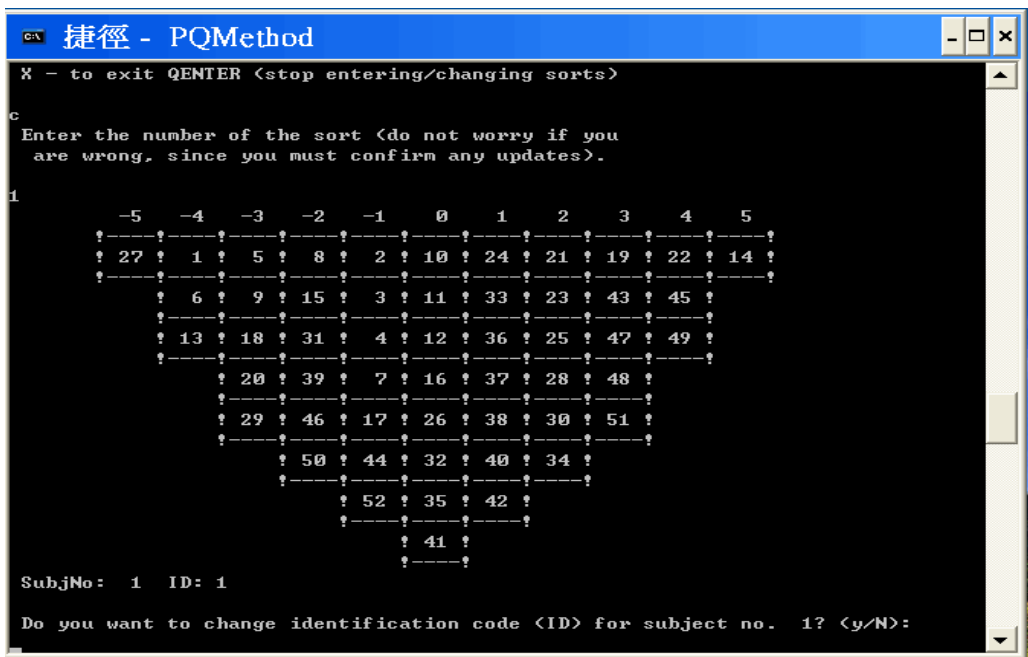 捷徑 - PQMethod
X - to exit QENTER (stop entering/changing sorts)
c
Enter the number of the sort (do not worry if you
are wrong, since you must confirm any updates).
1
-5 -4 -3 -2 -1 0 1 2 3 4 5
!----!----!----!----!----!----!----!----!----!----!----!
! 27 ! 1 ! 5 ! 8 ! 2 ! 10 ! 24 ! 21 ! 19 ! 22 ! 14 !
!----!----!----!----!----!----!----!----!----!----!----!
! 6 ! 9 ! 15 ! 3 ! 11 ! 33 ! 23 ! 43 ! 45 !
!----!----!----!----!----!----!----!----!----!
! 13 ! 18 ! 31 ! 4 ! 12 ! 36 ! 25 ! 47 ! 49 !
!----!----!----!----!----!----!----!----!----!
! 20 ! 39 ! 7 ! 16 ! 37 ! 28 ! 48 !
!----!----!----!----!----!----!----!
! 29 ! 46 ! 17 ! 26 ! 38 ! 30 ! 51 !
!----!----!----!----!----!----!----!
! 50 ! 44 ! 32 ! 40 ! 34 !
!----!----!----!----!----!
! 52 ! 35 ! 42 !
!----!----!----!
! 41 !
!----!
SubjNo: 1 ID: 1
Do you want to change identification code (ID) for subject no. 1? (y/N):